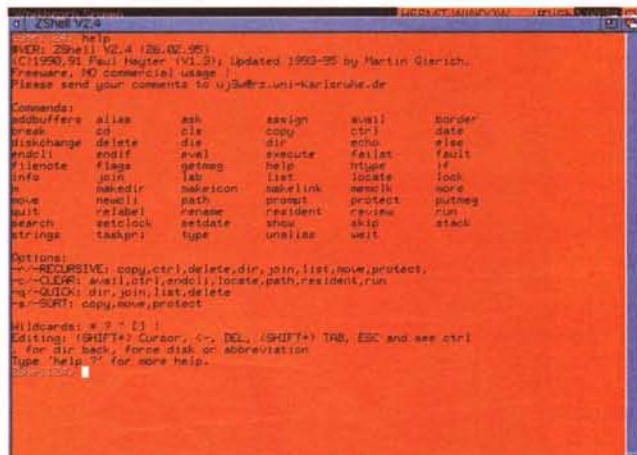 ZShell V2.4
help
#VER: ZShell V2.4 (26.02.95)
(C)1990,91 Paul Hayter (V1.3); Updated 1993-95 by Martin Gierich.
Freeware, NO commercial usage !
Please send your comments to uj3w@rz.uni-karlsruhe.de
Commands:
addbuffers alias ask assign avail border
break cd cls copy ctrl date
diskchange delete die dir echo else
endcli endif eval execute failat fault
filenote flags getmsg help htype if
info join lab list locate lock
m makedir makeicon makelink memclk more
move newcli path prompt protect putmsg
quit relabel rename resident review run
search setclock setdate show skip stack
strings taskpri type unalias wait
Options:
-r/-RECURSIVE: copy,ctrl,delete,dir,join,list,move,protect,
-c/-CLEAR: avail,ctrl,endcli,locate,path,resident,run
-q/-QUICK: dir,join,list,delete
-s/-SORT: copy,move,protect
Wildcards: # ? * [] !
Editing: (SHIFT+) Cursor, <-, DEL, (SHIFT+) TAB, ESC and see ctrl
. for dir back, force disk or abbreviation
Type 'help ?' for more help.